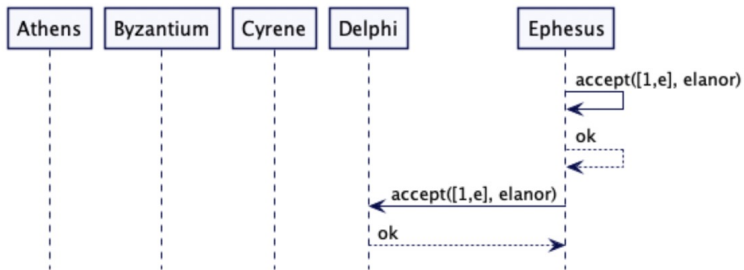 Athens Byzantium Cyrene Delphi Ephesus
accept([1,e], elanor)
ok
accept([1,e], elanor)
ok